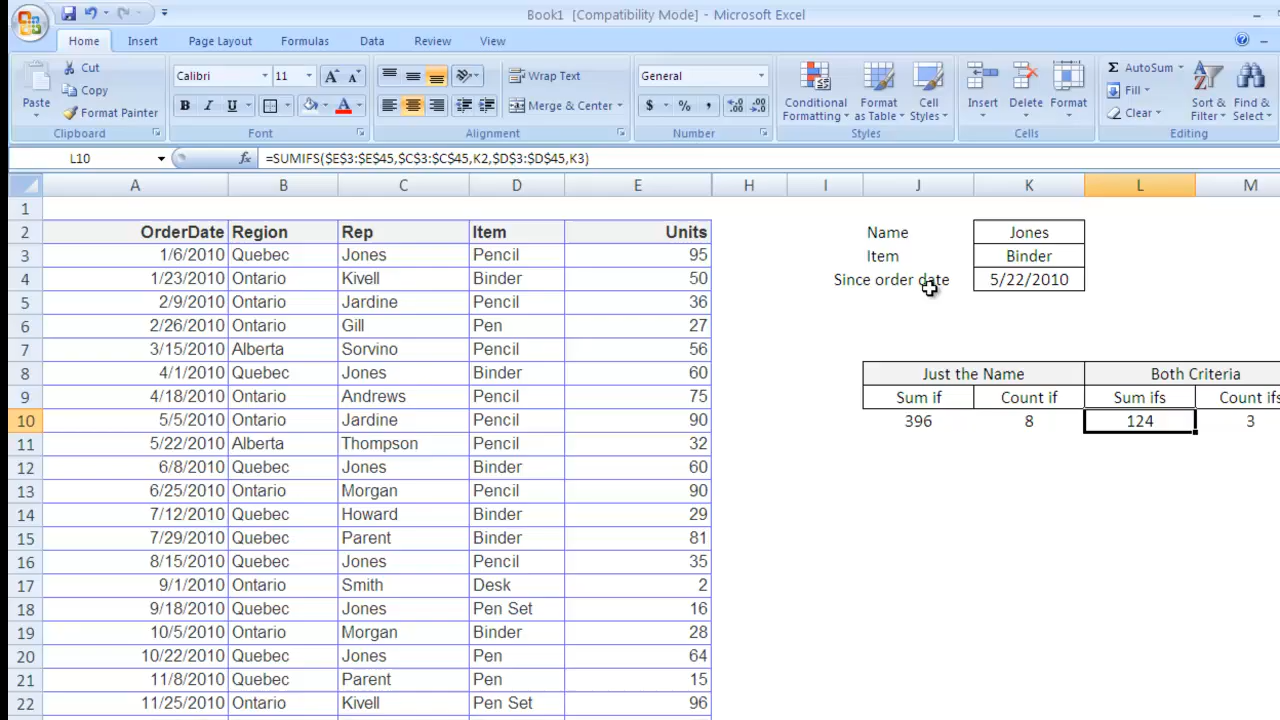 Book1 [Compatibility Mode] - Microsoft Excel
Home Insert Page Layout Formulas Data Review View
Paste Cut Copy Format Painter Clipboard
Calibri 11 A A B I U A Font
Wrap Text Merge & Center Alignment
General $ % , Number
Conditional Formatting Format as Table Cell Styles Styles
Insert Delete Format Cells
Σ AutoSum Fill Clear Sort & Filter Find & Select Editing
L10 fx =SUMIFS($E$3:$E$45,$C$3:$C$45,K2,$D$3:$D$45,K3)
A B C D E H I J K L M
1
2 OrderDate Region Rep Item Units Name Jones
3 1/6/2010 Quebec Jones Pencil 95 Item Binder
4 1/23/2010 Ontario Kivell Binder 50 Since order date 5/22/2010
5 2/9/2010 Ontario Jardine Pencil 36
6 2/26/2010 Ontario Gill Pen 27
7 3/15/2010 Alberta Sorvino Pencil 56
8 4/1/2010 Quebec Jones Binder 60 Just the Name Both Criteria
9 4/18/2010 Ontario Andrews Pencil 75 Sum if Count if Sum ifs Count ifs
10 5/5/2010 Ontario Jardine Pencil 90 396 8 124 3
11 5/22/2010 Alberta Thompson Pencil 32
12 6/8/2010 Quebec Jones Binder 60
13 6/25/2010 Ontario Morgan Pencil 90
14 7/12/2010 Quebec Howard Binder 29
15 7/29/2010 Quebec Parent Binder 81
16 8/15/2010 Quebec Jones Pencil 35
17 9/1/2010 Ontario Smith Desk 2
18 9/18/2010 Quebec Jones Pen Set 16
19 10/5/2010 Ontario Morgan Binder 28
20 10/22/2010 Quebec Jones Pen 64
21 11/8/2010 Quebec Parent Pen 15
22 11/25/2010 Ontario Kivell Pen Set 96